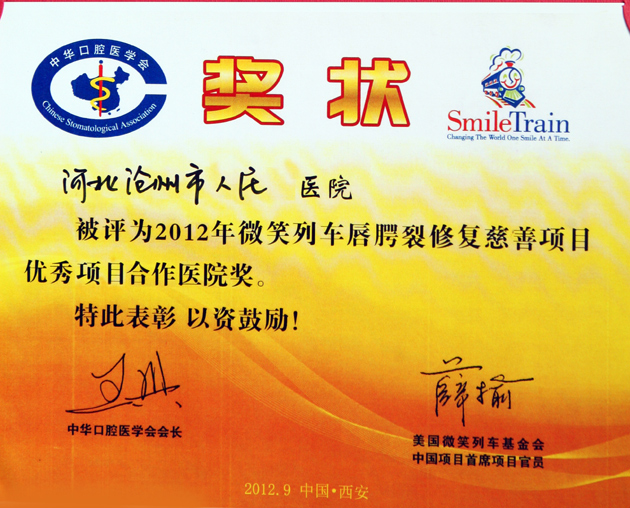 中华口腔医学会
Chinese Stomatological Association
奖状
SmileTrain
Changing The World One Smile At A Time.
河北沧州市人民 医院
被评为2012年微笑列车唇腭裂修复慈善项目
优秀项目合作医院奖。
特此表彰 以资鼓励!
中华口腔医学会会长
美国微笑列车基金会
中国项目首席项目官员
2012.9 中国·西安